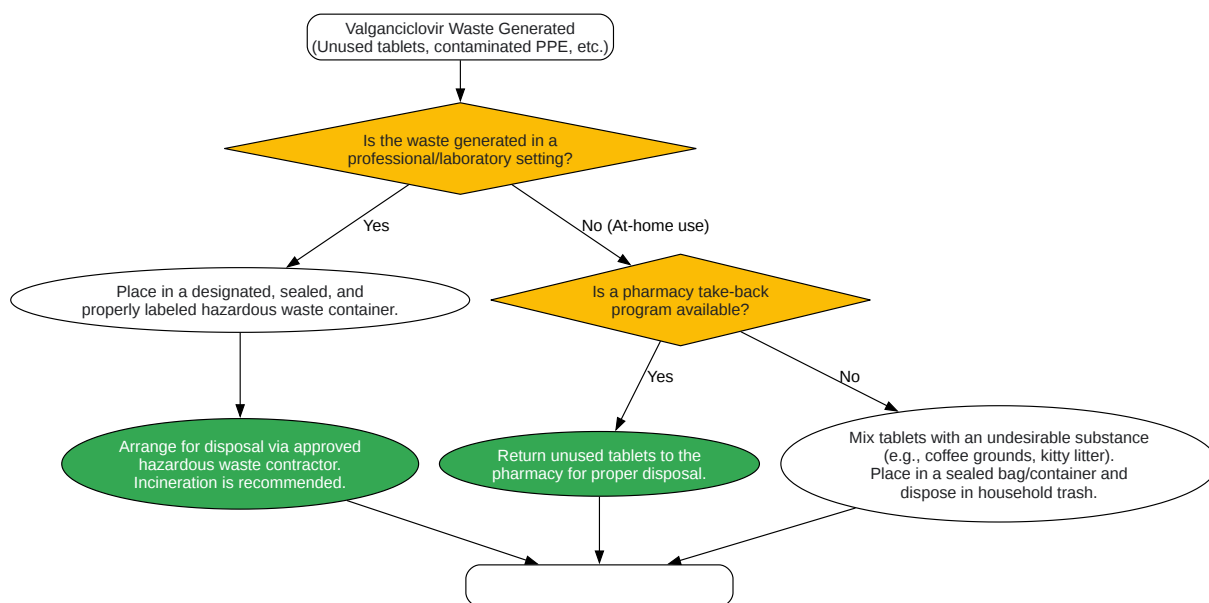 Valganciclovir Waste Generated
(Unused tablets, contaminated PPE, etc.)
Is the waste generated in a
professional/laboratory setting?
Yes
No (At-home use)
Place in a designated, sealed, and
properly labeled hazardous waste container.
Is a pharmacy take-back
program available?
Yes
No
Arrange for disposal via approved
hazardous waste contractor.
Incineration is recommended.
Return unused tablets to the
pharmacy for proper disposal.
Mix tablets with an undesirable substance
(e.g., coffee grounds, kitty litter).
Place in a sealed bag/container and
dispose in household trash.